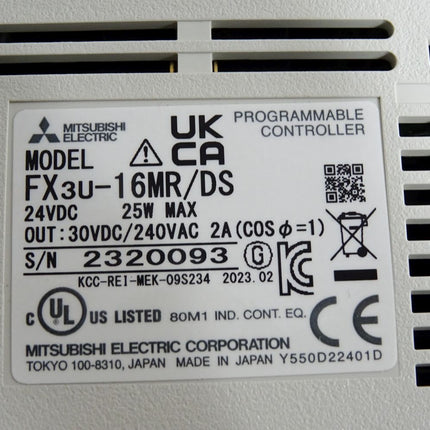 MITSUBISHI ELECTRIC
UK CA
PROGRAMMABLE CONTROLLER
MODEL
FX3U-16MR/DS
24VDC 25W MAX
OUT:30VDC/240VAC 2A(COSφ=1)
S/N 2320093 G
KCC-REI-MEK-09S234 2023.02
C UL US LISTED 80M1 IND. CONT. EQ. CE
MITSUBISHI ELECTRIC CORPORATION
TOKYO 100-8310, JAPAN MADE IN JAPAN Y550D22401D